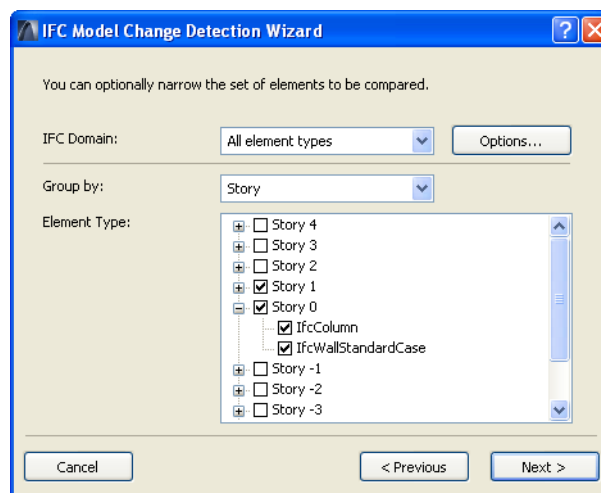 IFC Model Change Detection Wizard
You can optionally narrow the set of elements to be compared.
IFC Domain:
All element types
Options...
Group by:
Story
Element Type:
Story 4
Story 3
Story 2
Story 1
Story 0
IfcColumn
IfcWallStandardCase
Story -1
Story -2
Story -3
Cancel
< Previous
Next >